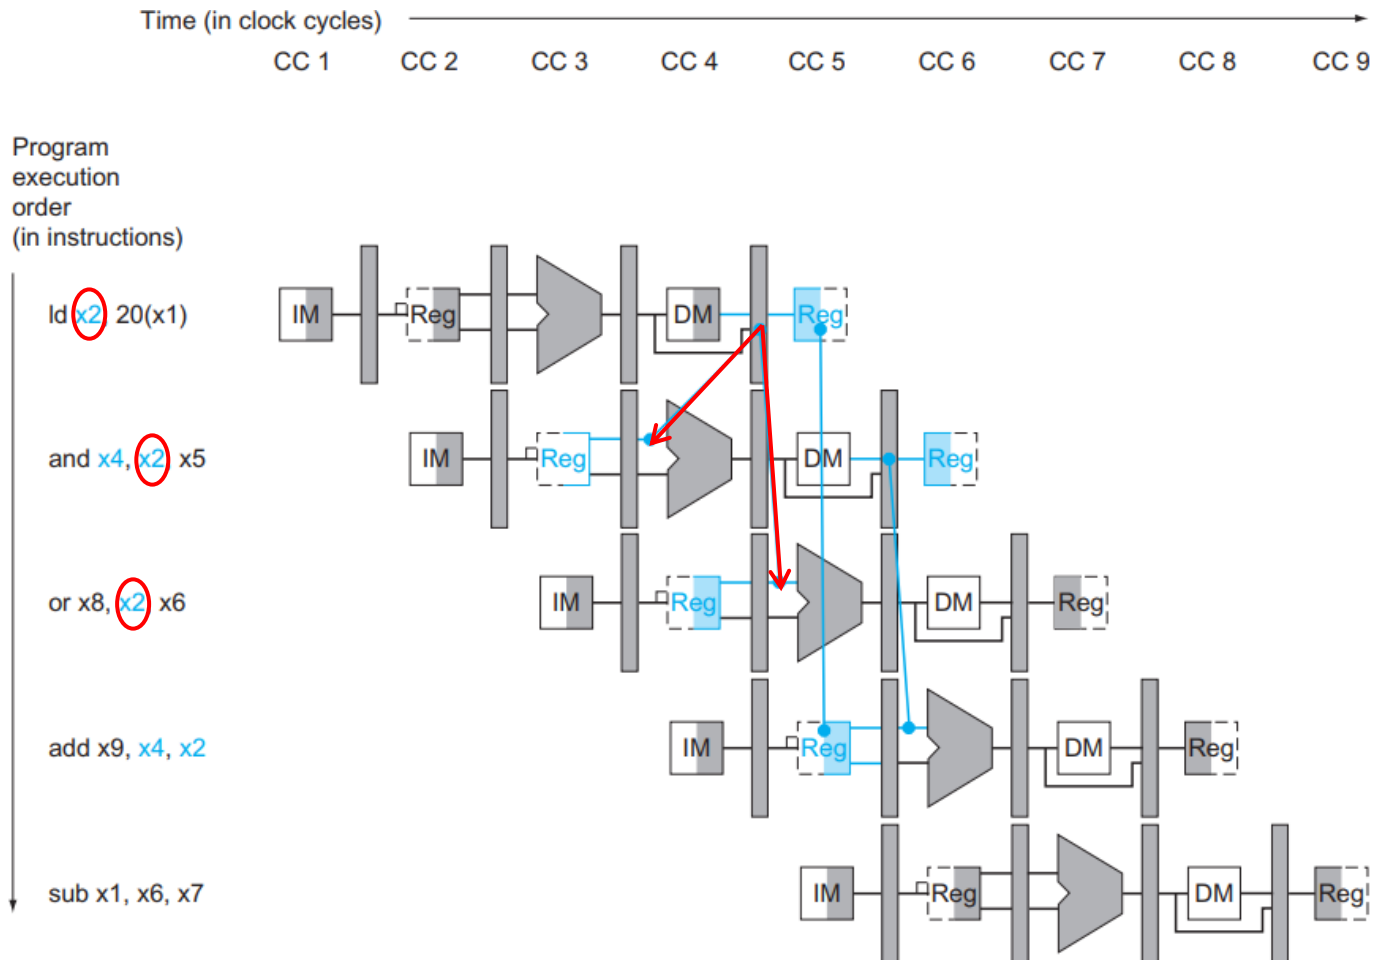 Time (in clock cycles)
CC 1 CC 2 CC 3 CC 4 CC 5 CC 6 CC 7 CC 8 CC 9
Program
execution
order
(in instructions)
ld x2, 20(x1) IM Reg DM Reg
and x4, x2, x5 IM Reg DM Reg
or x8, x2, x6 IM Reg DM Reg
add x9, x4, x2 IM Reg DM Reg
sub x1, x6, x7 IM Reg DM Reg